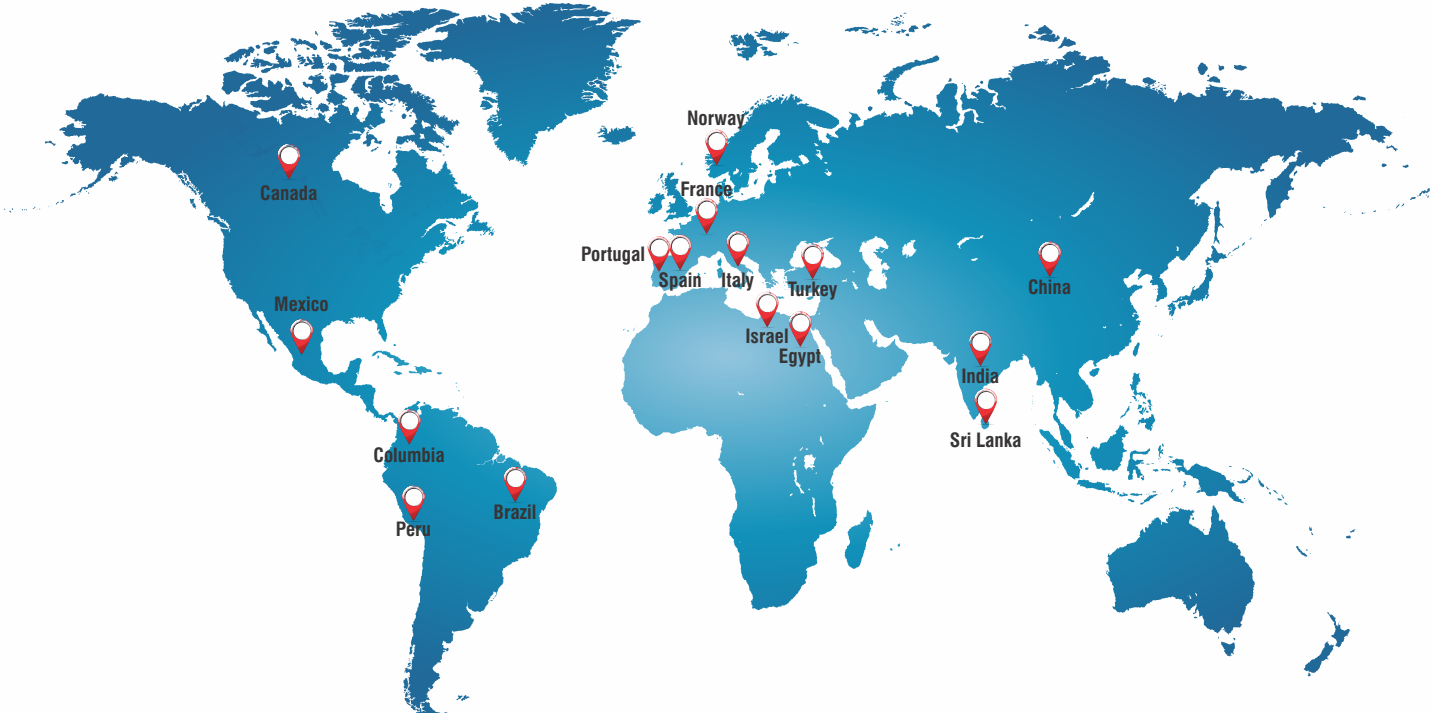 Norway
France
Canada
Portugal
Spain
Italy
Turkey
China
Mexico
Israel
Egypt
India
Sri Lanka
Columbia
Brazil
Peru